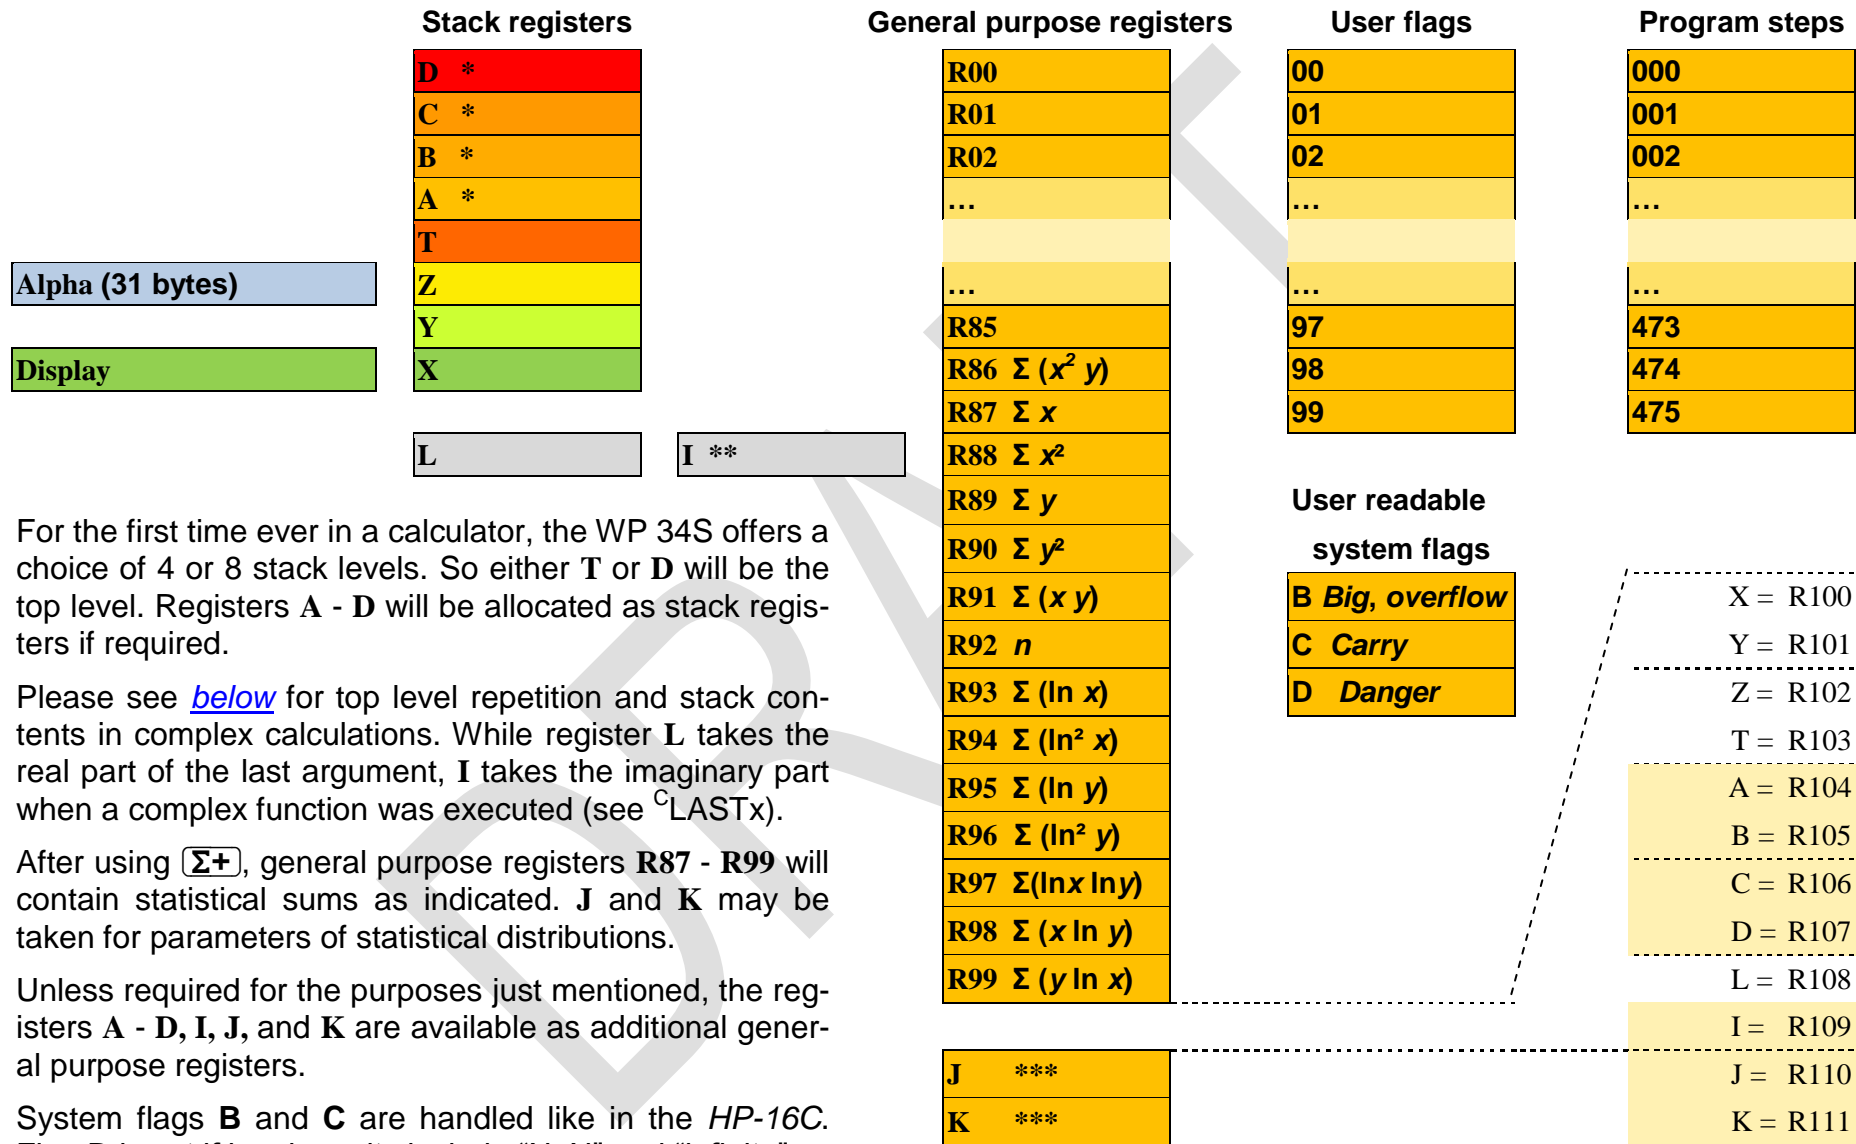 Stack registers
General purpose registers
User flags
Program steps
D *
C *
B *
A *
T
Z
Y
X
Alpha (31 bytes)
Display
L
I **
R00
R01
R02
…
…
R85
R86 Σ (x² y)
R87 Σ x
R88 Σ x²
R89 Σ y
R90 Σ y²
R91 Σ (x y)
R92 n
R93 Σ (ln x)
R94 Σ (ln² x)
R95 Σ (ln y)
R96 Σ (ln² y)
R97 Σ(lnx lny)
R98 Σ (x ln y)
R99 Σ (y ln x)
J ***
K ***
00
01
02
…
…
97
98
99
User readable
system flags
B Big, overflow
C Carry
D Danger
000
001
002
…
…
473
474
475
X = R100
Y = R101
Z = R102
T = R103
A = R104
B = R105
C = R106
D = R107
L = R108
I = R109
J = R110
K = R111
For the first time ever in a calculator, the WP 34S offers a
choice of 4 or 8 stack levels. So either T or D will be the
top level. Registers A - D will be allocated as stack regis-
ters if required.
Please see below for top level repetition and stack con-
tents in complex calculations. While register L takes the
real part of the last argument, I takes the imaginary part
when a complex function was executed (see ᶜLASTx).
After using Σ+, general purpose registers R87 - R99 will
contain statistical sums as indicated. J and K may be
taken for parameters of statistical distributions.
Unless required for the purposes just mentioned, the reg-
isters A - D, I, J, and K are available as additional gener-
al purpose registers.
System flags B and C are handled like in the HP-16C.
DRAFT